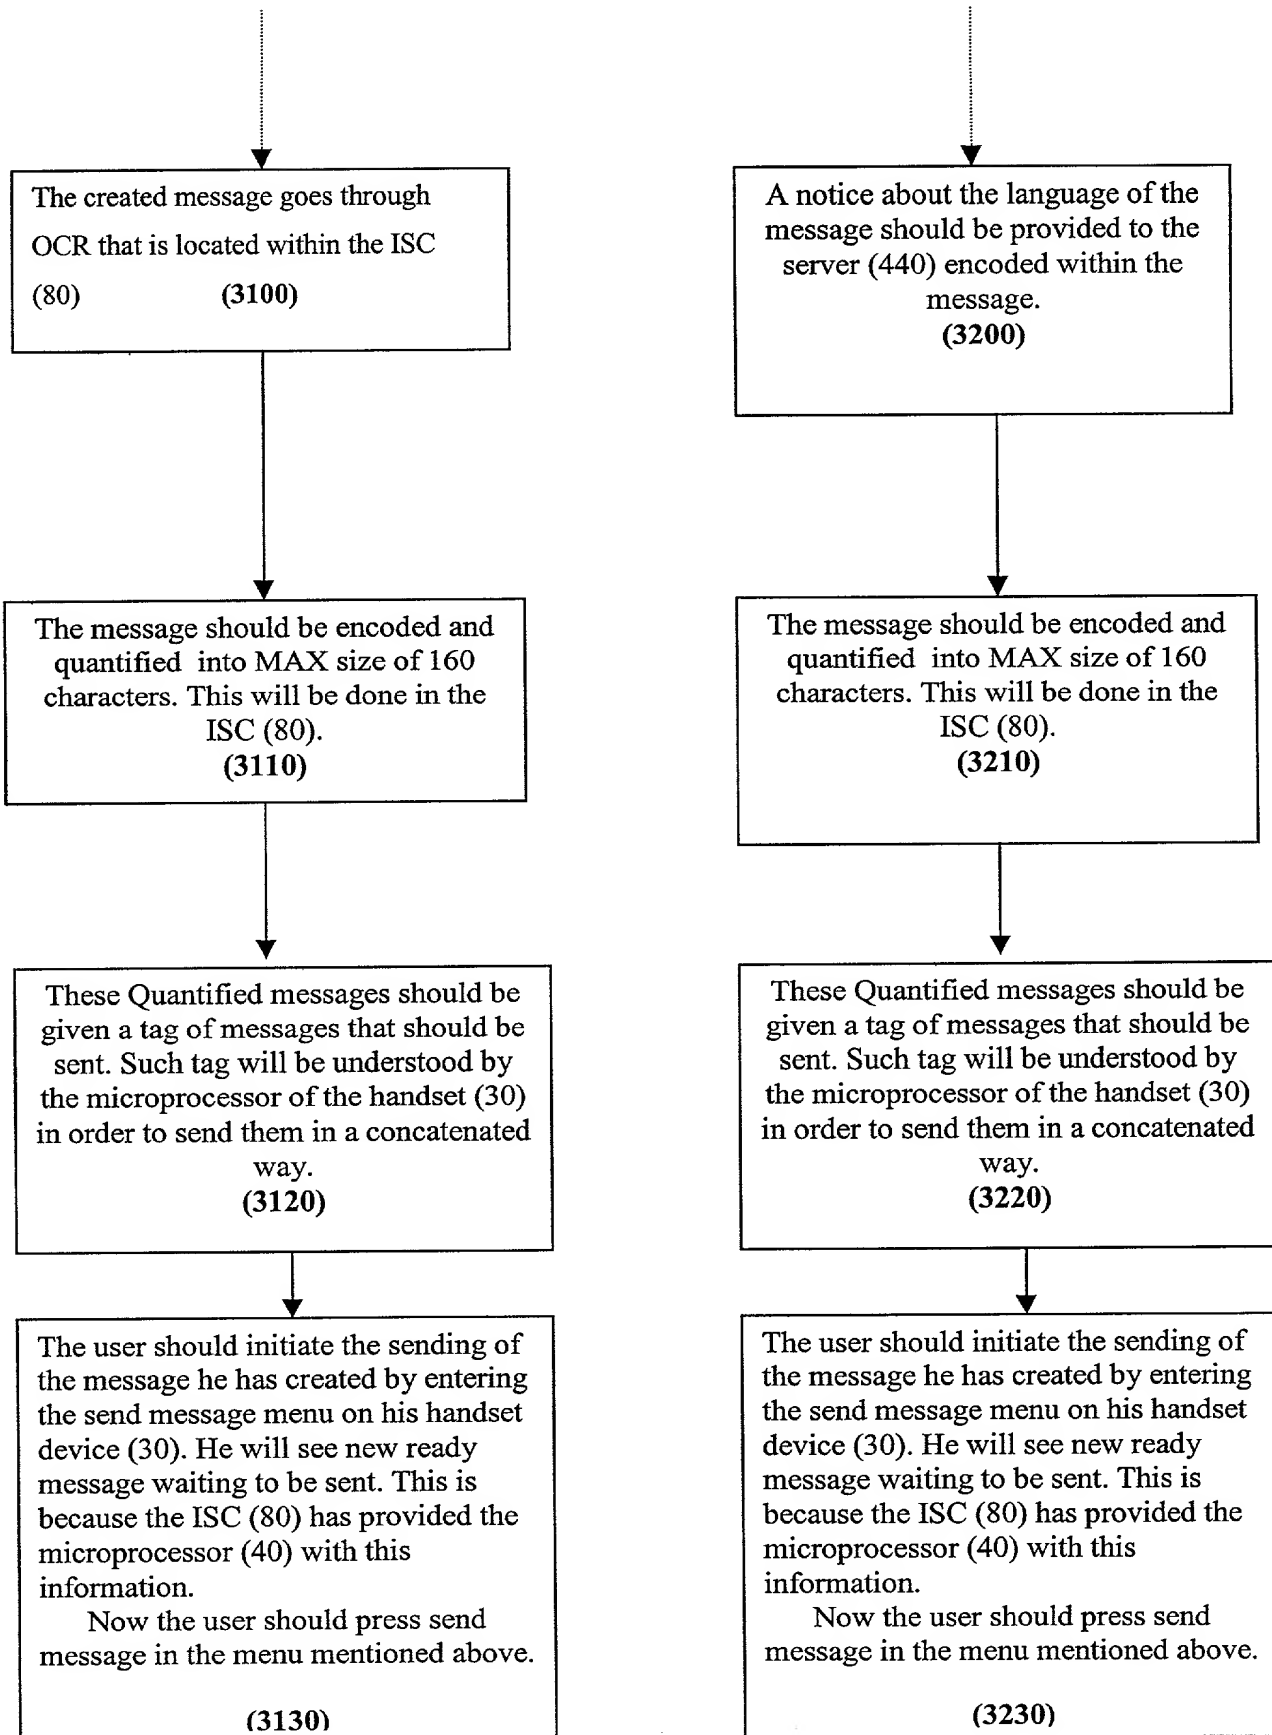 The created message goes through
OCR that is located within the ISC
(80) (3100)
The message should be encoded and
quantified into MAX size of 160
characters. This will be done in the
ISC (80).
(3110)
These Quantified messages should be
given a tag of messages that should be
sent. Such tag will be understood by
the microprocessor of the handset (30)
in order to send them in a concatenated
way.
(3120)
The user should initiate the sending of
the message he has created by entering
the send message menu on his handset
device (30). He will see new ready
message waiting to be sent. This is
because the ISC (80) has provided the
microprocessor (40) with this
information.
Now the user should press send
message in the menu mentioned above.
(3130)
A notice about the language of the
message should be provided to the
server (440) encoded within the
message.
(3200)
The message should be encoded and
quantified into MAX size of 160
characters. This will be done in the
ISC (80).
(3210)
These Quantified messages should be
given a tag of messages that should be
sent. Such tag will be understood by
the microprocessor of the handset (30)
in order to send them in a concatenated
way.
(3220)
The user should initiate the sending of
the message he has created by entering
the send message menu on his handset
device (30). He will see new ready
message waiting to be sent. This is
because the ISC (80) has provided the
microprocessor (40) with this
information.
Now the user should press send
message in the menu mentioned above.
(3230)